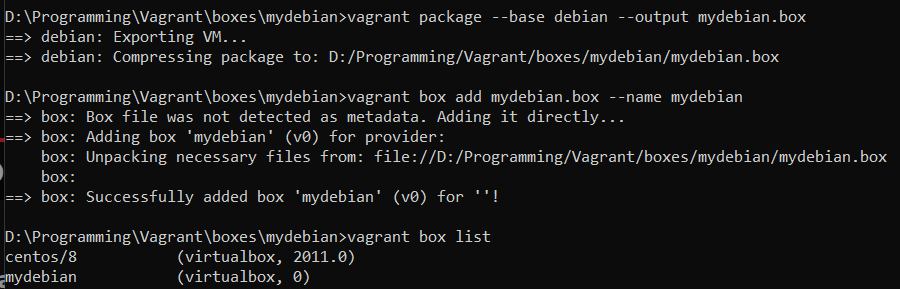 D:\Programming\Vagrant\boxes\mydebian>vagrant package --base debian --output mydebian.box
==> debian: Exporting VM...
==> debian: Compressing package to: D:/Programming/Vagrant/boxes/mydebian/mydebian.box
D:\Programming\Vagrant\boxes\mydebian>vagrant box add mydebian.box --name mydebian
==> box: Box file was not detected as metadata. Adding it directly...
==> box: Adding box 'mydebian' (v0) for provider:
box: Unpacking necessary files from: file://D:/Programming/Vagrant/boxes/mydebian/mydebian.box
box:
==> box: Successfully added box 'mydebian' (v0) for ''!
D:\Programming\Vagrant\boxes\mydebian>vagrant box list
centos/8 (virtualbox, 2011.0)
mydebian (virtualbox, 0)